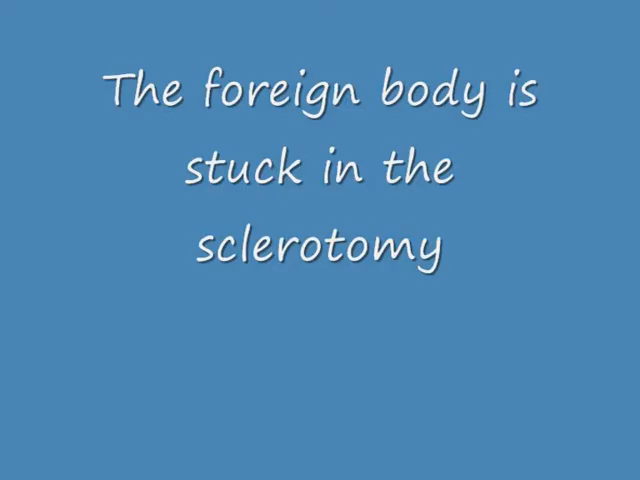 The foreign body is
stuck in the
sclerotomy